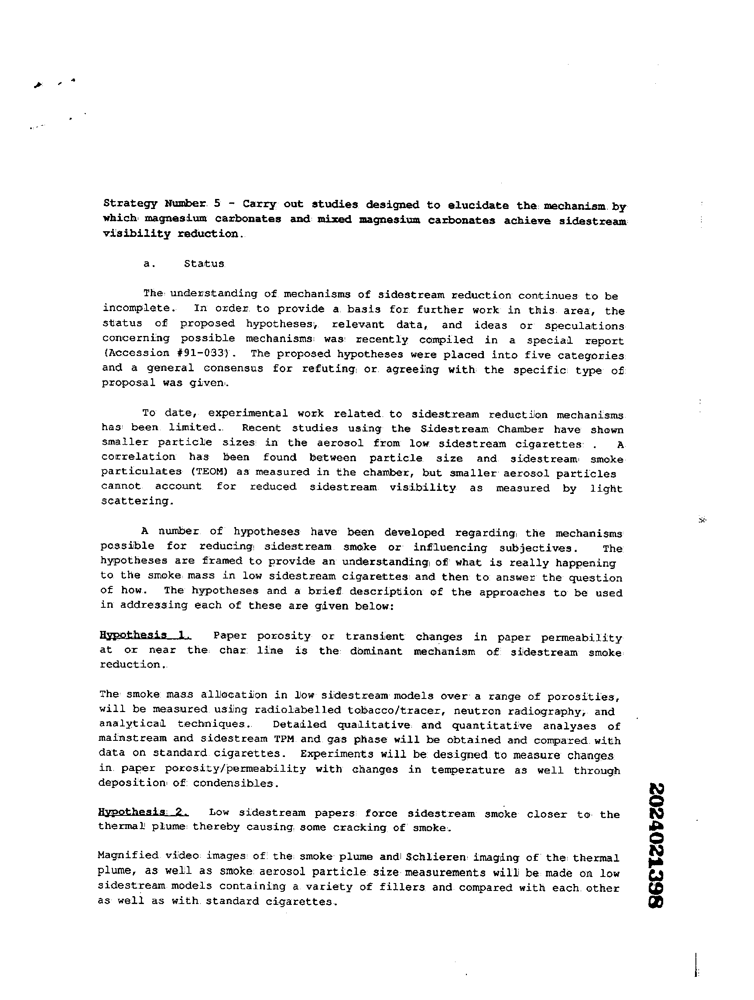 Strategy Number 5 - Carry out studies designed to elucidate the mechanism by
which magnesium carbonates and mixed magnesium carbonates achieve sidestream
visibility reduction.
a. Status
The understanding of mechanisms of sidestream reduction continues to be
incomplete. In order to provide a basis for further work in this area, the
status of proposed hypotheses, relevant data, and ideas or speculations
concerning possible mechanisms was recently compiled in a special report
(Accession #91-033). The proposed hypotheses were placed into five categories
and a general consensus for refuting or agreeing with the specific type of
proposal was given.
To date, experimental work related to sidestream reduction mechanisms
has been limited. Recent studies using the Sidestream Chamber have shown
smaller particle sizes in the aerosol from low sidestream cigarettes . A
correlation has been found between particle size and sidestream smoke
particulates (TEOM) as measured in the chamber, but smaller aerosol particles
cannot account for reduced sidestream visibility as measured by light
scattering.
A number of hypotheses have been developed regarding the mechanisms
possible for reducing sidestream smoke or influencing subjectives. The
hypotheses are framed to provide an understanding of what is really happening
to the smoke mass in low sidestream cigarettes and then to answer the question
of how. The hypotheses and a brief description of the approaches to be used
in addressing each of these are given below:
Hypothesis 1. Paper porosity or transient changes in paper permeability
at or near the char line is the dominant mechanism of sidestream smoke
reduction.
The smoke mass allocation in low sidestream models over a range of porosities,
will be measured using radiolabelled tobacco/tracer, neutron radiography, and
analytical techniques. Detailed qualitative and quantitative analyses of
mainstream and sidestream TPM and gas phase will be obtained and compared with
data on standard cigarettes. Experiments will be designed to measure changes
in paper porosity/permeability with changes in temperature as well through
deposition of condensibles.
Hypothesis 2. Low sidestream papers force sidestream smoke closer to the
thermal plume thereby causing some cracking of smoke.
Magnified video images of the smoke plume and Schlieren imaging of the thermal
plume, as well as smoke aerosol particle size measurements will be made on low
sidestream models containing a variety of fillers and compared with each other
as well as with standard cigarettes.
2024021398